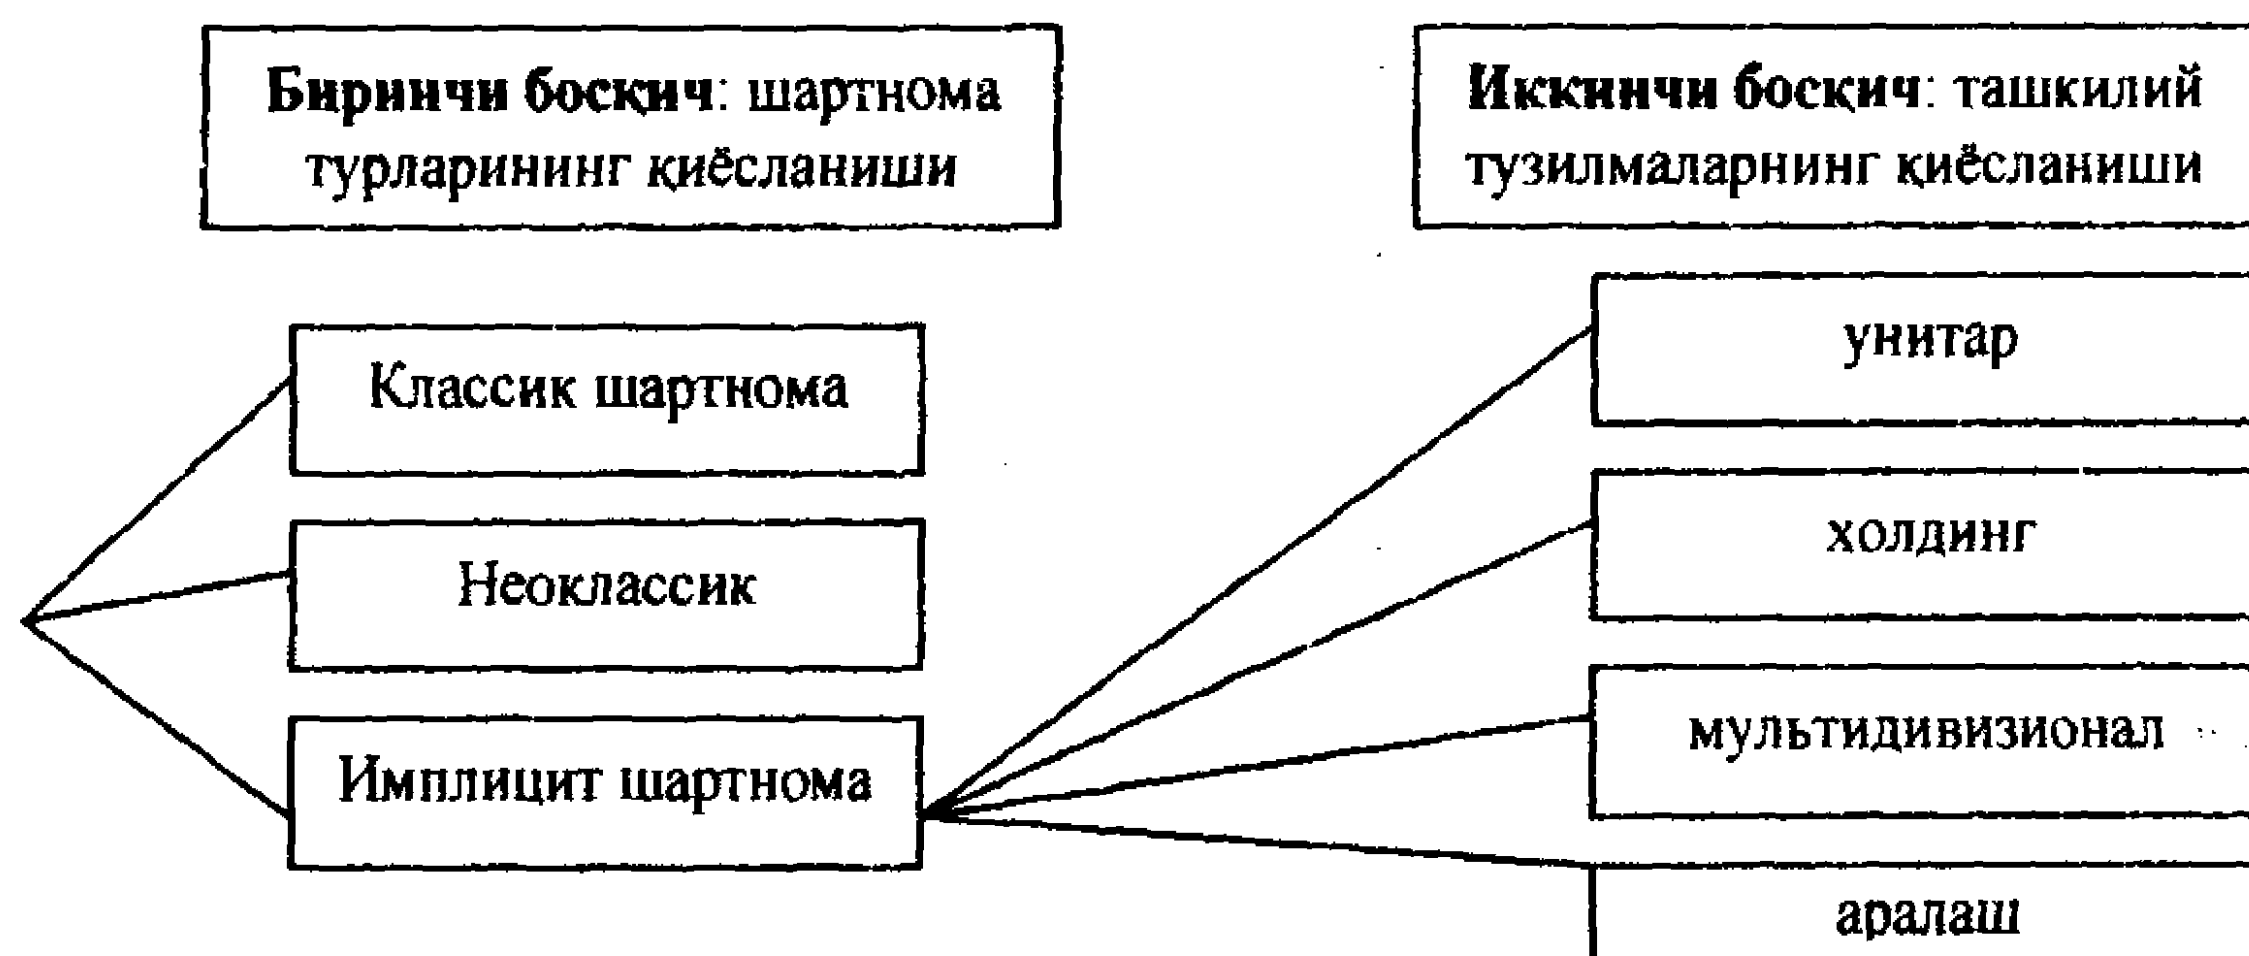 Биринчи босқич: шартнома
турларининг қиёсланиши
Иккинчи босқич: ташкилий
тузилмаларнинг қиёсланиши
Классик шартнома
Неоклассик
Имплицит шартнома
унитар
холдинг
мультидивизионал
аралаш